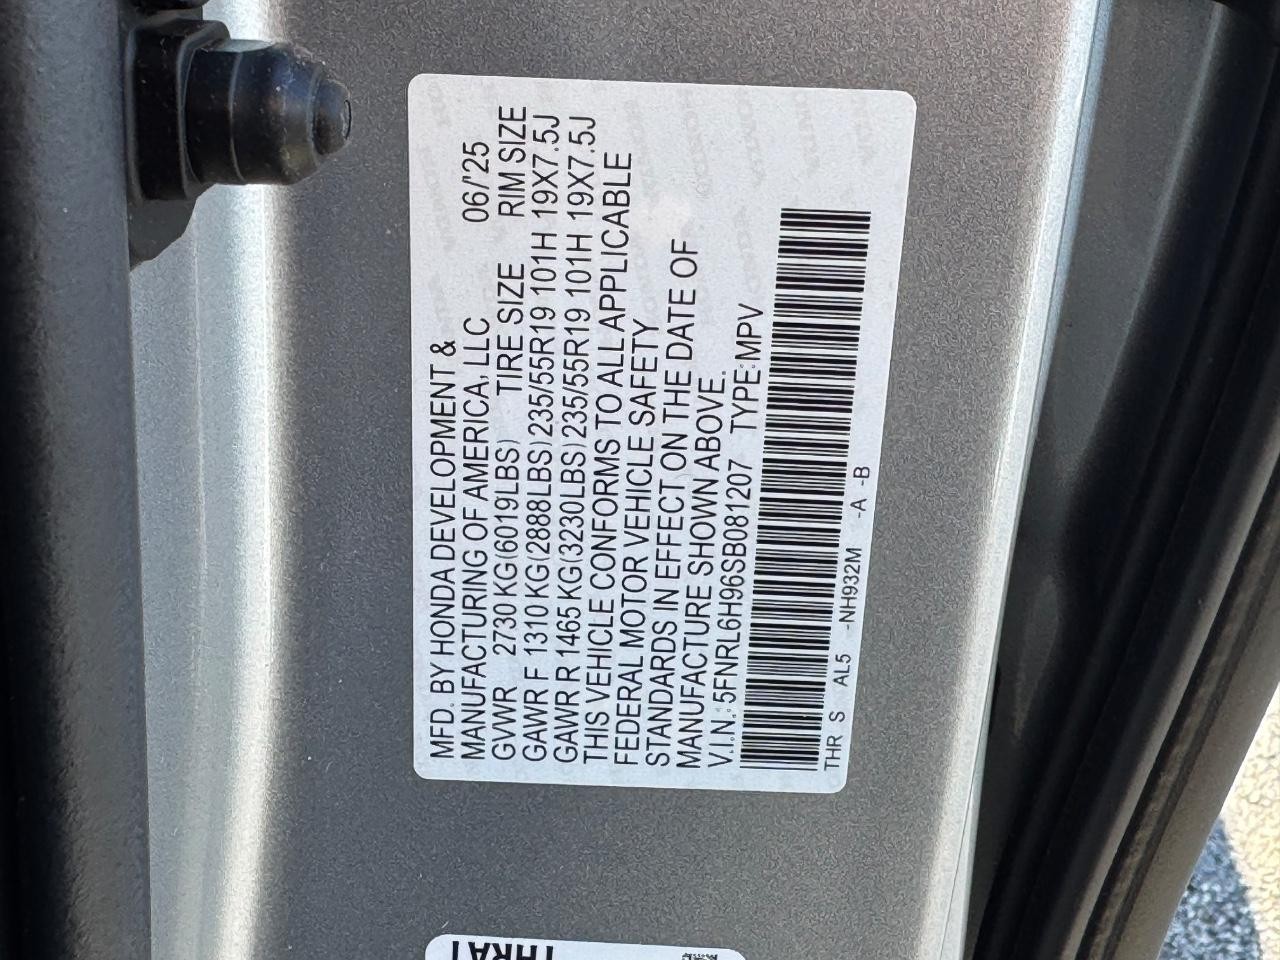 MFD. BY HONDA DEVELOPMENT &
MANUFACTURING OF AMERICA, LLC 06/'25
GVWR 2730 KG(6019LBS) TIRE SIZE RIM SIZE
GAWR F 1310 KG(2888LBS) 235/55R19 101H 19X7.5J
GAWR R 1465 KG(3230LBS) 235/55R19 101H 19X7.5J
THIS VEHICLE CONFORMS TO ALL APPLICABLE
FEDERAL MOTOR VEHICLE SAFETY
STANDARDS IN EFFECT ON THE DATE OF
MANUFACTURE SHOWN ABOVE.
V.I.N.: 5FNRL6H96SB081207 TYPE:MPV
THR S AL5 -NH932M -A -B